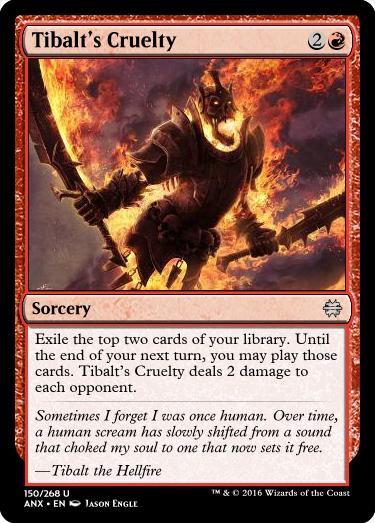 Tibalt's Cruelty 2
Sorcery
Exile the top two cards of your library. Until
the end of your next turn, you may play those
cards. Tibalt's Cruelty deals 2 damage to
each opponent.
Sometimes I forget I was once human. Over time,
a human scream has slowly shifted from a sound
that choked my soul to one that now sets it free.
—Tibalt the Hellfire
150/268 U
ANX • EN Jason Engle
™ & © 2016 Wizards of the Coast